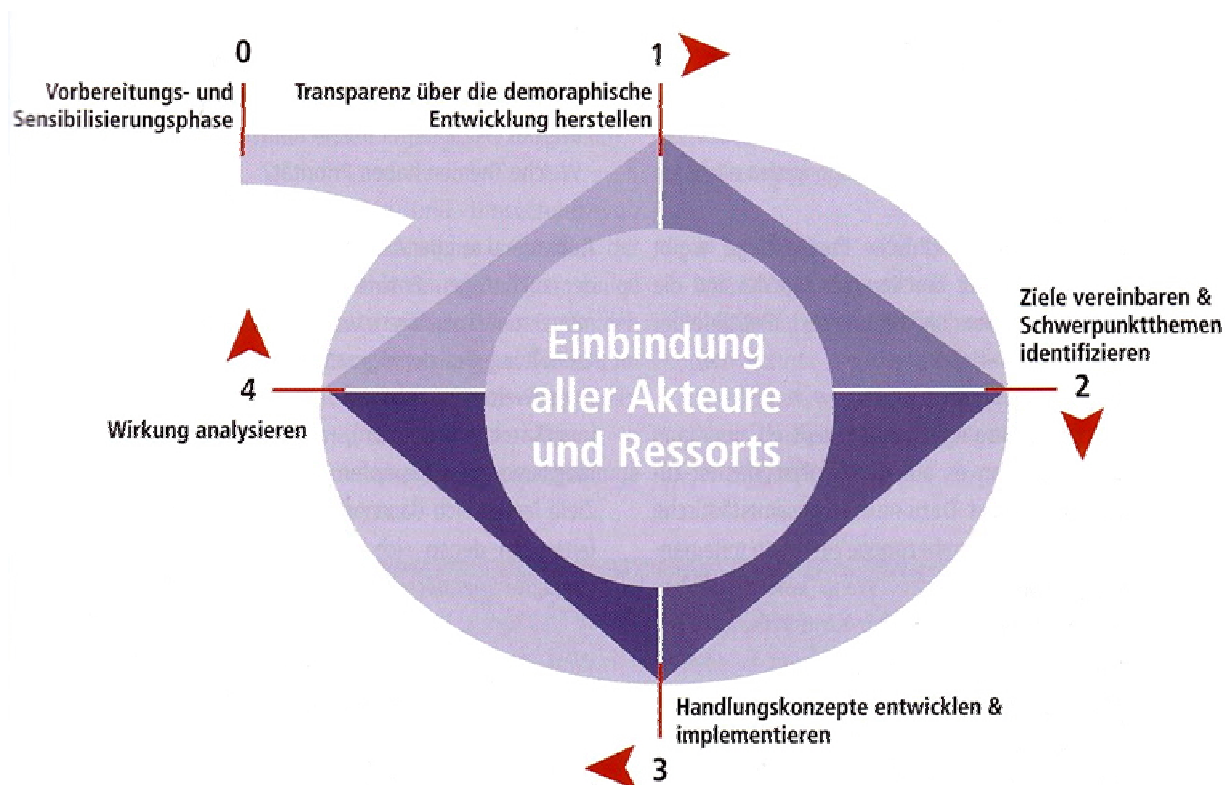 0
Vorbereitungs- und
Sensibilisierungsphase
1
Transparenz über die demoraphische
Entwicklung herstellen
Ziele vereinbaren &
Schwerpunktthemen
identifizieren
2
Einbindung
aller Akteure
und Ressorts
4
Wirkung analysieren
Handlungskonzepte entwicklen &
implementieren
3